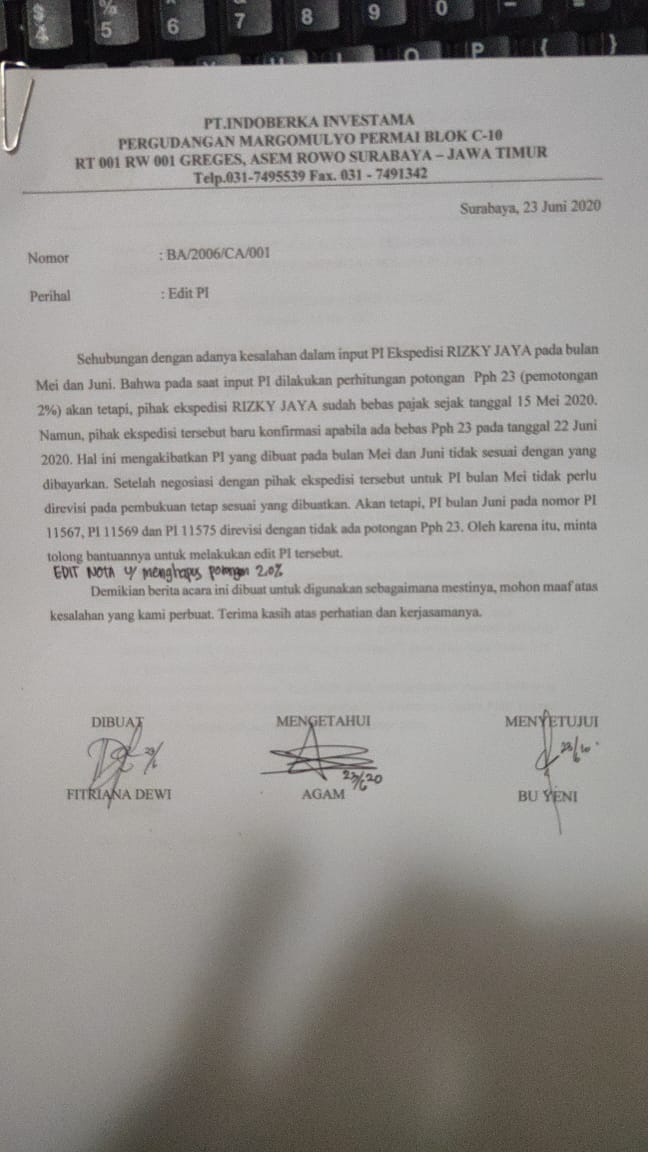 $ % ^
4 5 6 7 8 9 0 -
O P { }
PT.INDOBERKA INVESTAMA
PERGUDANGAN MARGOMULYO PERMAI BLOK C-10
RT 001 RW 001 GREGES, ASEM ROWO SURABAYA – JAWA TIMUR
Telp.031-7495539 Fax. 031 - 7491342
Surabaya, 23 Juni 2020
Nomor : BA/2006/CA/001
Perihal : Edit PI
Sehubungan dengan adanya kesalahan dalam input PI Ekspedisi RIZKY JAYA pada bulan
Mei dan Juni. Bahwa pada saat input PI dilakukan perhitungan potongan Pph 23 (pemotongan
2%) akan tetapi, pihak ekspedisi RIZKY JAYA sudah bebas pajak sejak tanggal 15 Mei 2020.
Namun, pihak ekspedisi tersebut baru konfirmasi apabila ada bebas Pph 23 pada tanggal 22 Juni
2020. Hal ini mengakibatkan PI yang dibuat pada bulan Mei dan Juni tidak sesuai dengan yang
dibayarkan. Setelah negosiasi dengan pihak ekspedisi tersebut untuk PI bulan Mei tidak perlu
direvisi pada pembukuan tetap sesuai yang dibuatkan. Akan tetapi, PI bulan Juni pada nomor PI
11567, PI 11569 dan PI 11575 direvisi dengan tidak ada potongan Pph 23. Oleh karena itu, minta
tolong bantuannya untuk melakukan edit PI tersebut.
EDIT NOTA u/ menghapus potongan 2.0%
Demikian berita acara ini dibuat untuk digunakan sebagaimana mestinya, mohon maaf atas
kesalahan yang kami perbuat. Terima kasih atas perhatian dan kerjasamanya.
DIBUAT MENGETAHUI MENYETUJUI
23/6 23/6 20
FITRIANA DEWI AGAM BU YENI